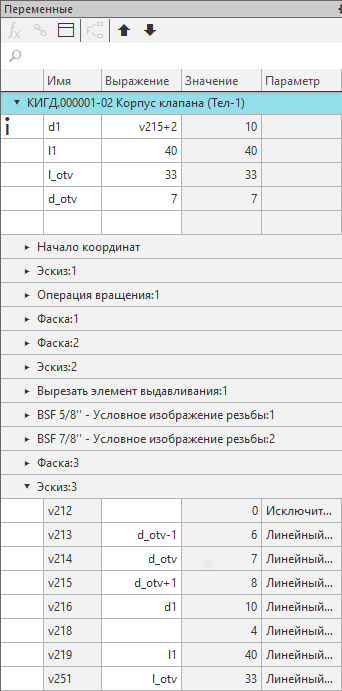 Переменные
Имя Выражение Значение Параметр
КИГД.000001-02 Корпус клапана (Тел-1)
d1 v215+2 10
l1 40 40
l_otv 33 33
d_otv 7 7
Начало координат
Эскиз:1
Операция вращения:1
Фаска:1
Фаска:2
Эскиз:2
Вырезать элемент выдавливания:1
BSF 5/8'' - Условное изображение резьбы:1
BSF 7/8'' - Условное изображение резьбы:2
Фаска:3
Эскиз:3
v212 0 Исключит...
v213 d_otv-1 6 Линейный...
v214 d_otv 7 Линейный...
v215 d_otv+1 8 Линейный...
v216 d1 10 Линейный...
v218 4 Линейный...
v219 l1 40 Линейный...
v251 l_otv 33 Линейный...